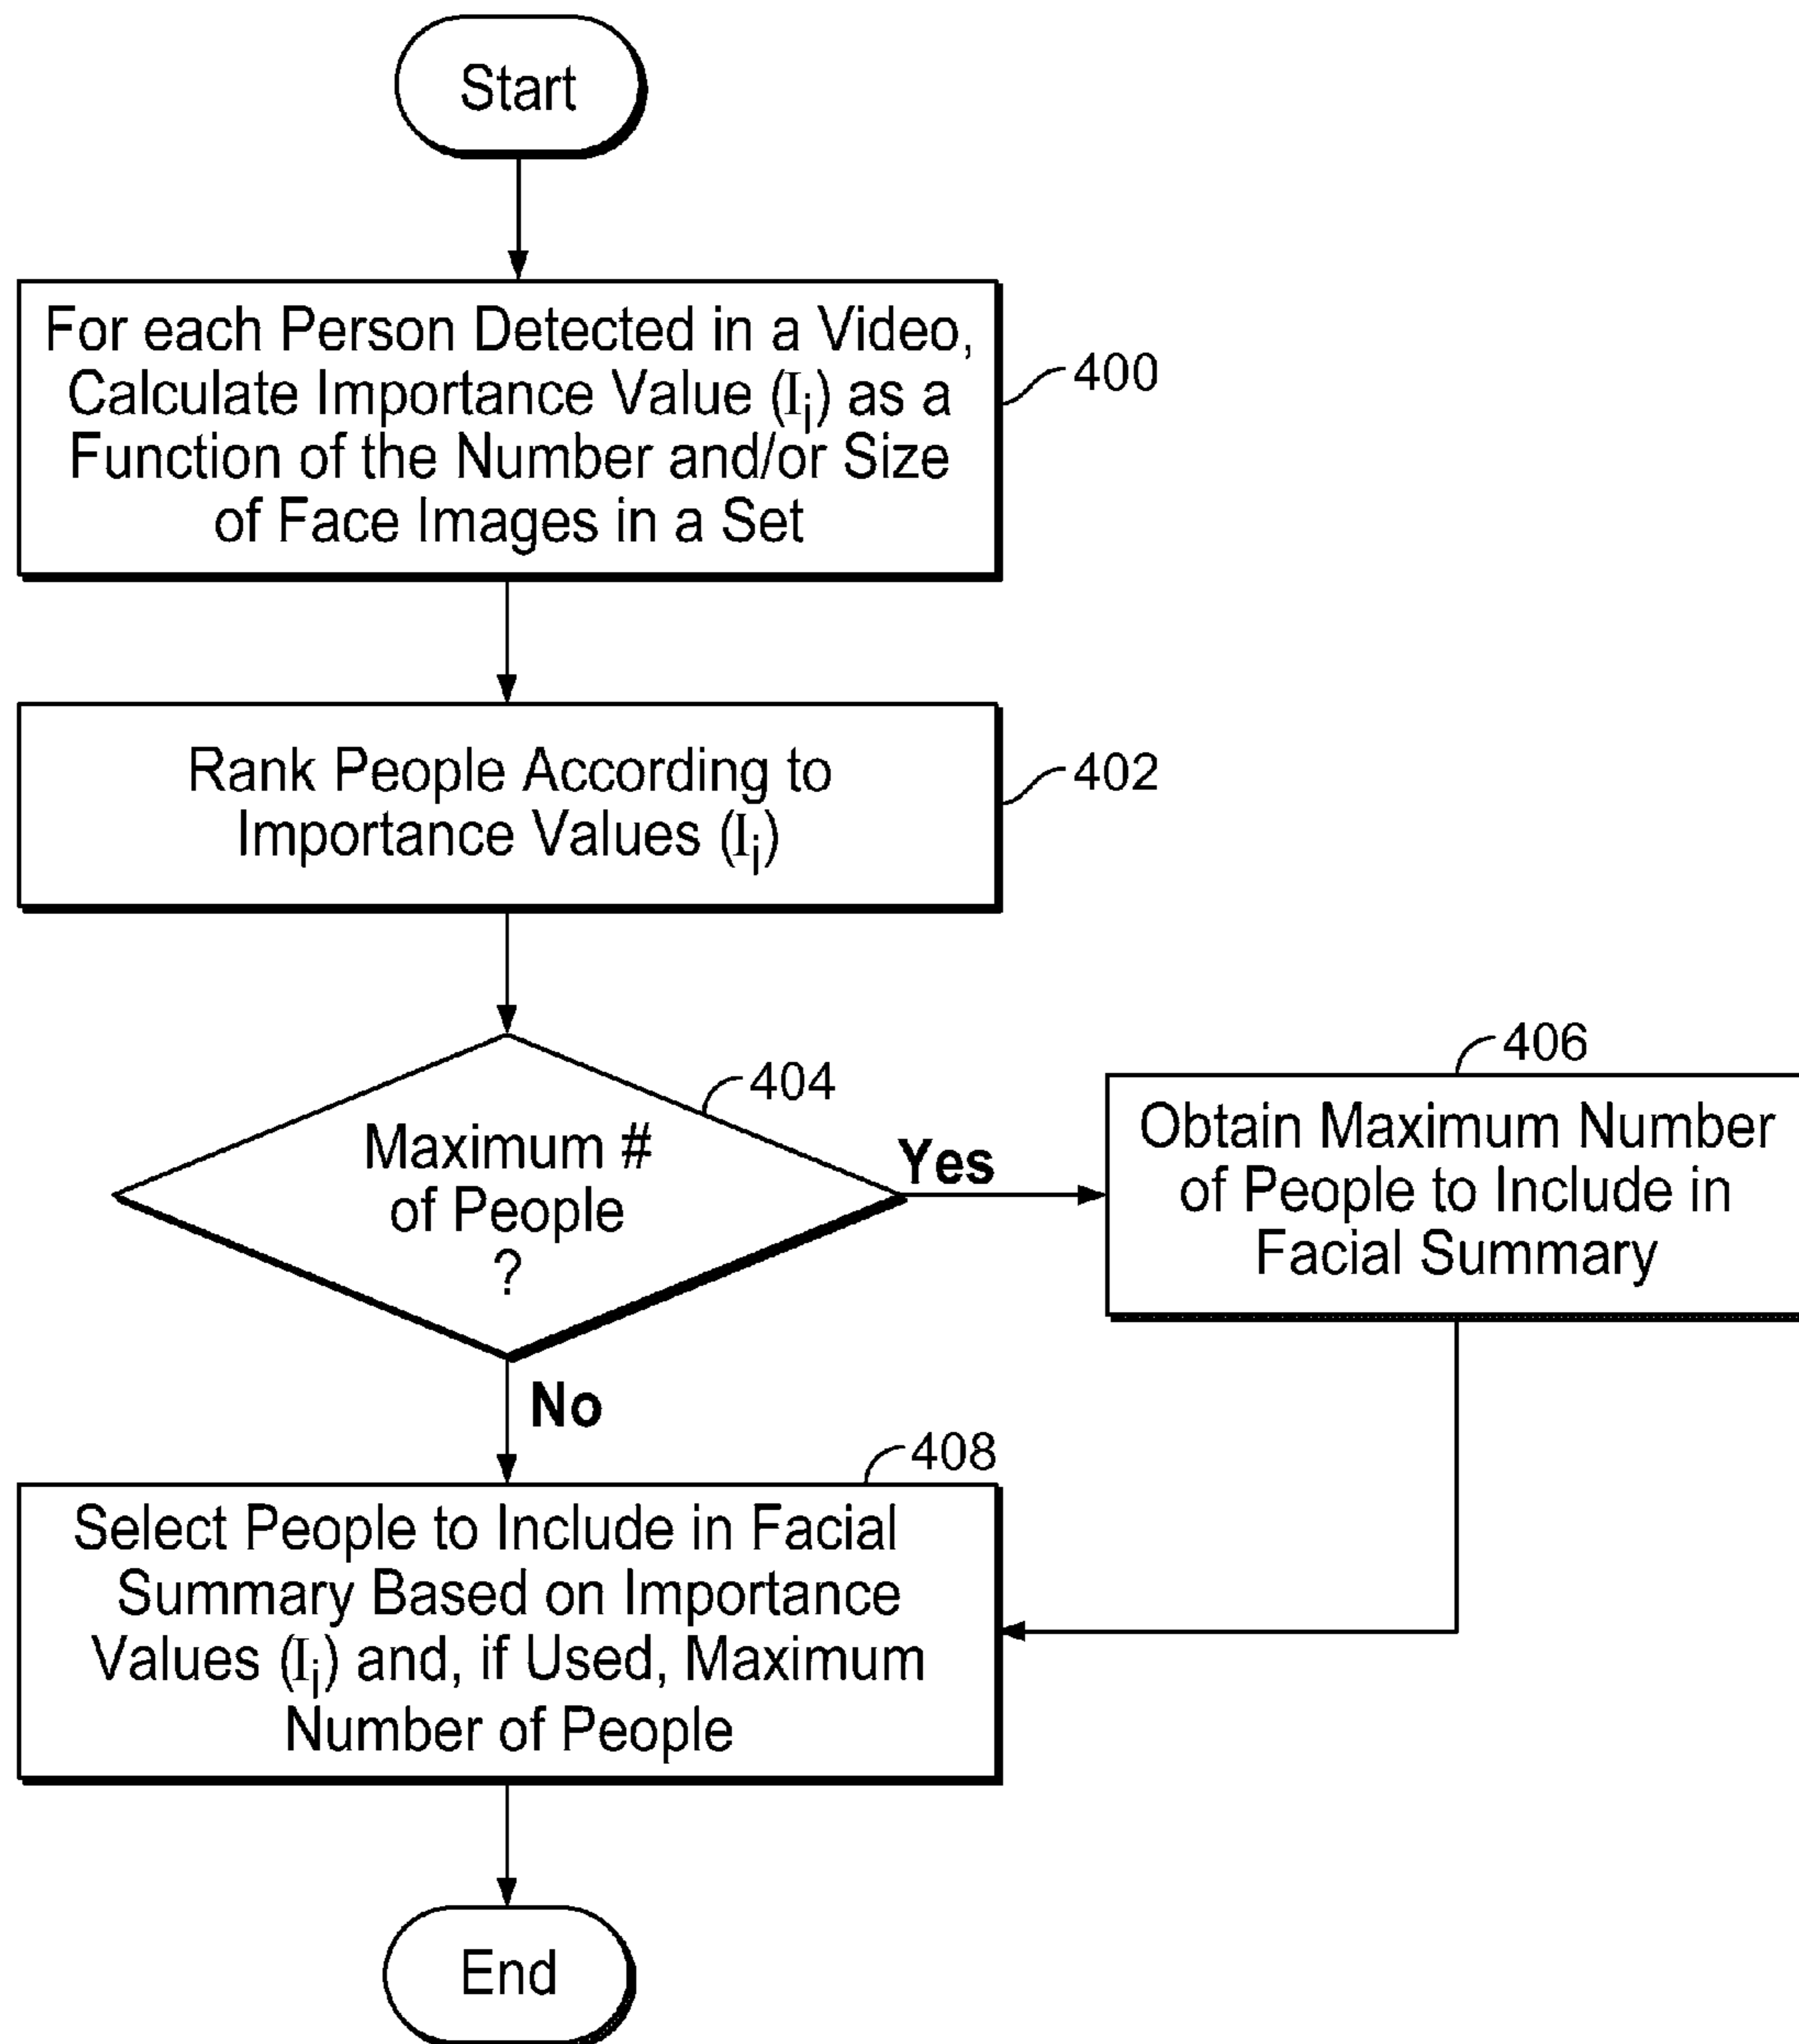 Start
For each Person Detected in a Video,
Calculate Importance Value (Ii) as a
Function of the Number and/or Size
of Face Images in a Set
400
Rank People According to
Importance Values (Ii)
402
404
Maximum #
of People
?
Yes
406
Obtain Maximum Number
of People to Include in
Facial Summary
No
408
Select People to Include in Facial
Summary Based on Importance
Values (Ii) and, if Used, Maximum
Number of People
End